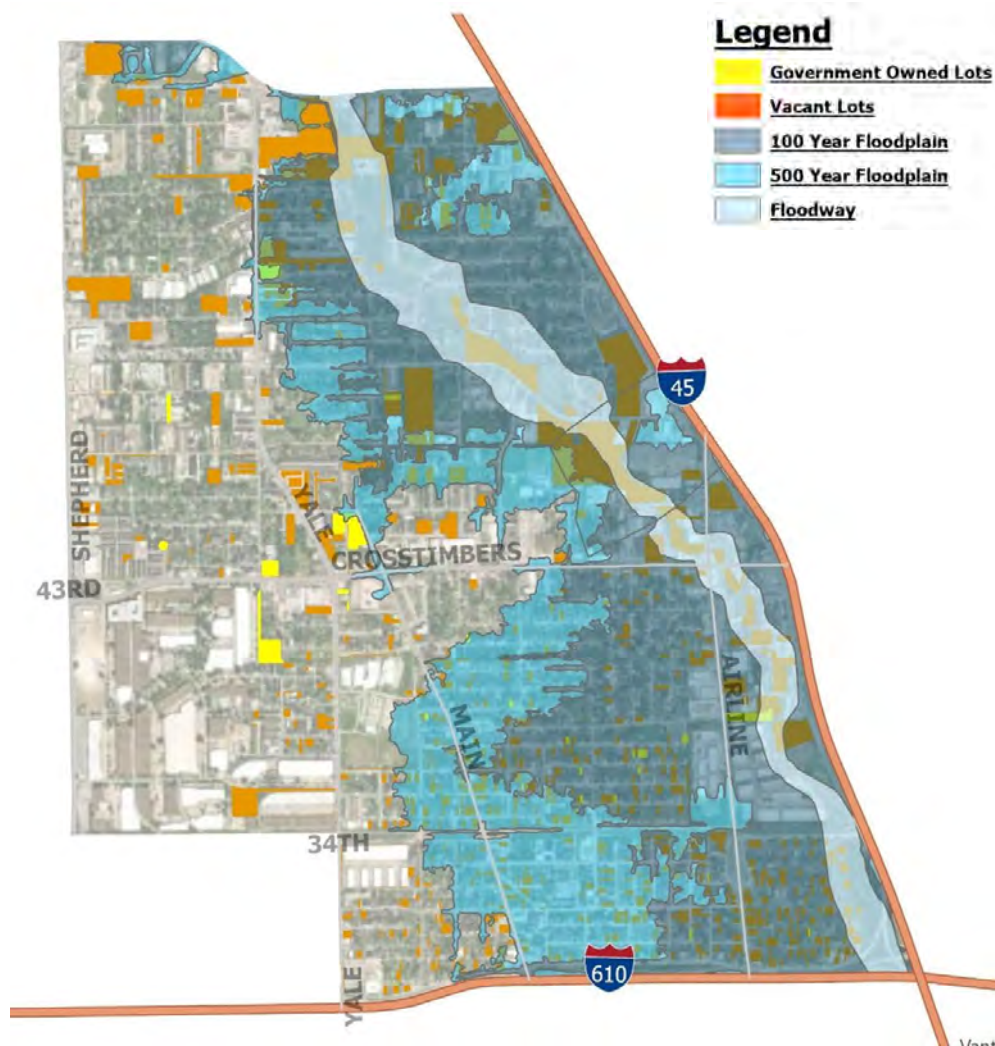 Legend
Government Owned Lots
Vacant Lots
100 Year Floodplain
500 Year Floodplain
Floodway
45
SHEPHERD
YALE
CROSSTIMBERS
43RD
MAIN
AIRLINE
34TH
610
YALE
Vant